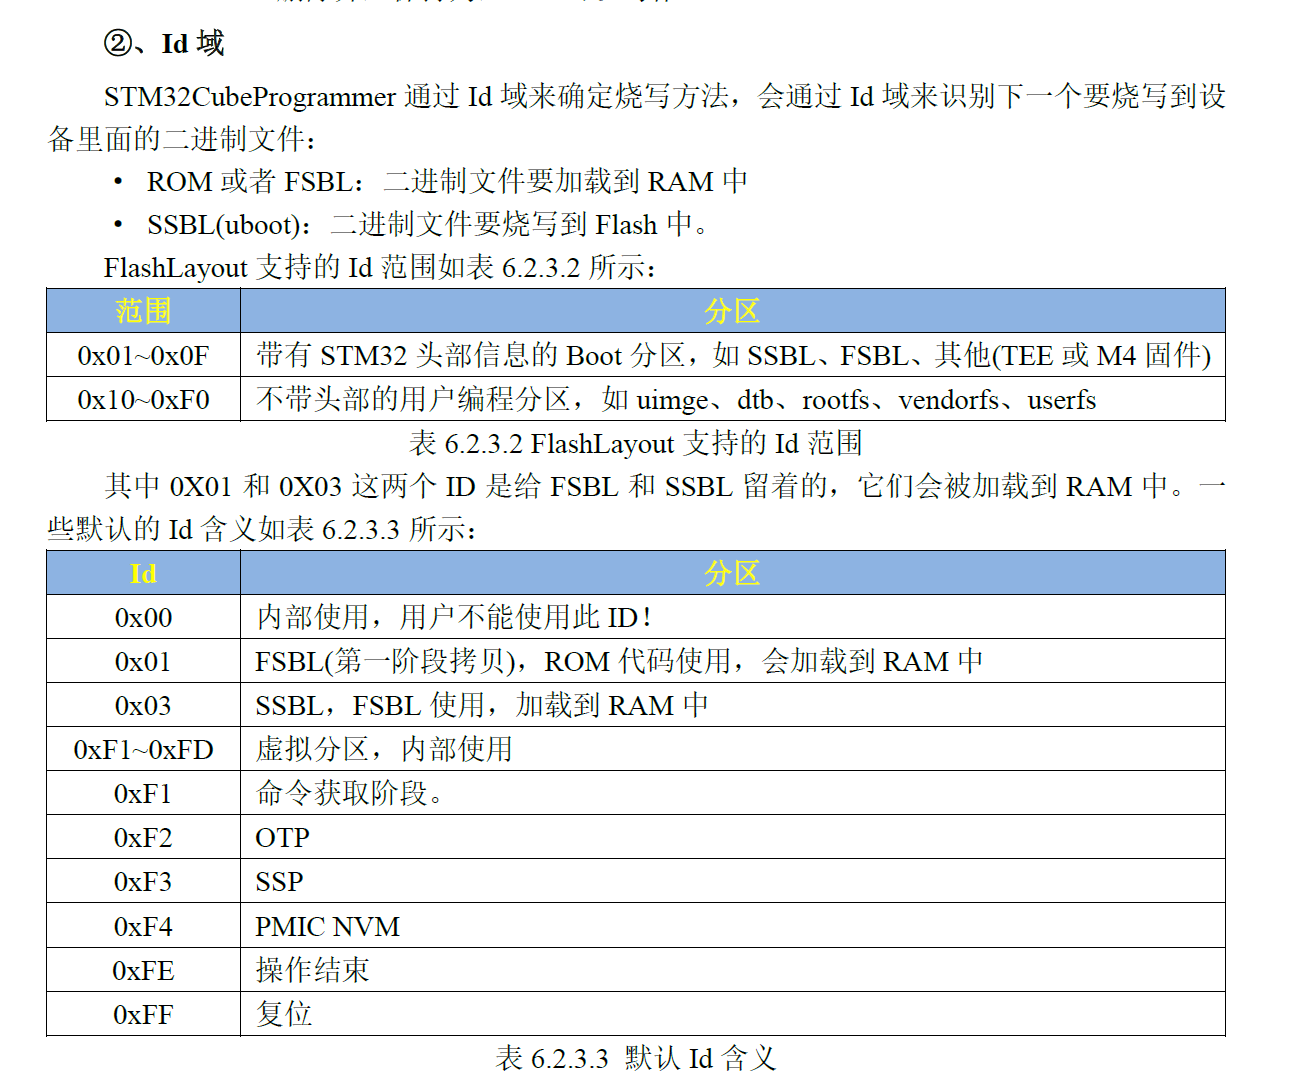 ②、Id 域
STM32CubeProgrammer 通过 Id 域来确定烧写方法，会通过 Id 域来识别下一个要烧写到设
备里面的二进制文件：
· ROM 或者 FSBL：二进制文件要加载到 RAM 中
· SSBL(uboot)：二进制文件要烧写到 Flash 中。
FlashLayout 支持的 Id 范围如表 6.2.3.2 所示：
范围 分区
0x01~0x0F 带有 STM32 头部信息的 Boot 分区，如 SSBL、FSBL、其他(TEE 或 M4 固件)
0x10~0xF0 不带头部的用户编程分区，如 uimge、dtb、rootfs、vendorfs、userfs
表 6.2.3.2 FlashLayout 支持的 Id 范围
其中 0X01 和 0X03 这两个 ID 是给 FSBL 和 SSBL 留着的，它们会被加载到 RAM 中。一
些默认的 Id 含义如表 6.2.3.3 所示：
Id 分区
0x00 内部使用，用户不能使用此 ID！
0x01 FSBL(第一阶段拷贝)，ROM 代码使用，会加载到 RAM 中
0x03 SSBL，FSBL 使用，加载到 RAM 中
0xF1~0xFD 虚拟分区，内部使用
0xF1 命令获取阶段。
0xF2 OTP
0xF3 SSP
0xF4 PMIC NVM
0xFE 操作结束
0xFF 复位
表 6.2.3.3 默认 Id 含义